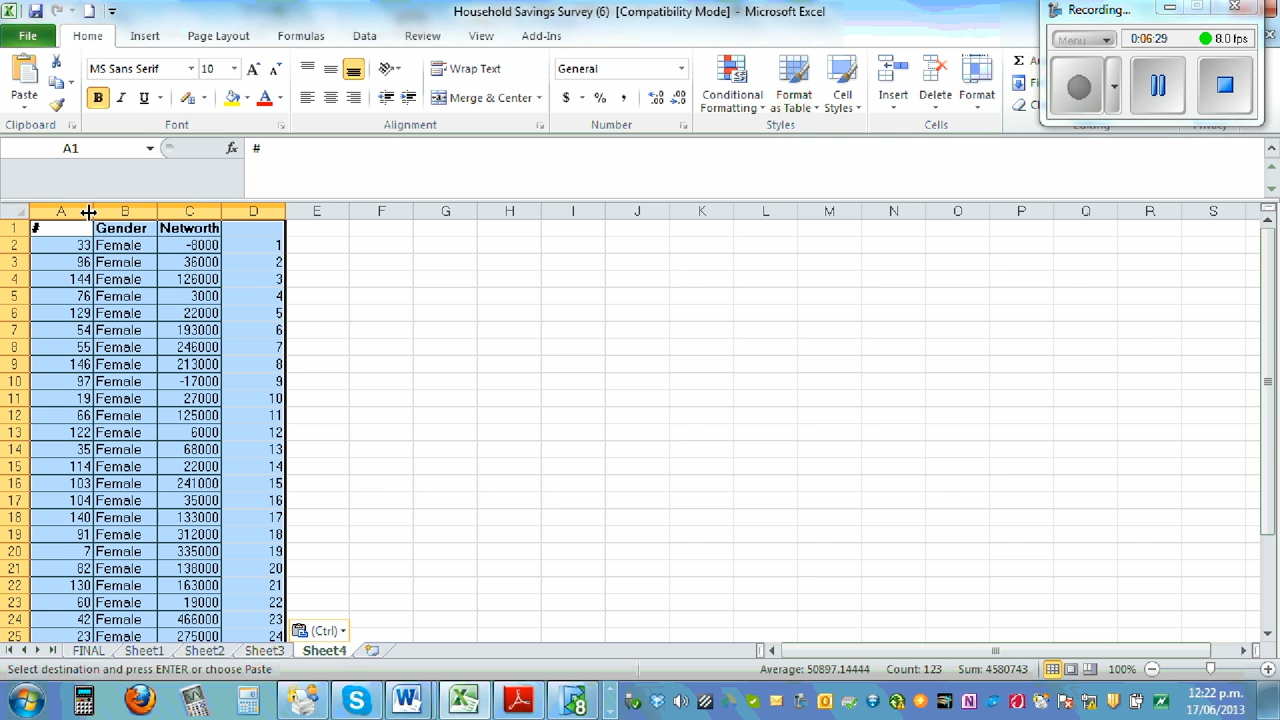 Household Savings Survey (6) [Compatibility Mode] - Microsoft Excel
Recording...
File Home Insert Page Layout Formulas Data Review View Add-Ins
Menu 0:06:29 8.0 fps
Paste
MS Sans Serif 10
Wrap Text
General
B I U
Merge & Center
$ % ,
Conditional Formatting
Format as Table
Cell Styles
Insert Delete Format
Clipboard Font Alignment Number Styles Cells Editing Privacy
A1 fx #
A B C D E F G H I J K L M N O P Q R S
1 # Gender Networth
2 33 Female -8000 1
3 96 Female 36000 2
4 144 Female 126000 3
5 76 Female 3000 4
6 129 Female 22000 5
7 54 Female 193000 6
8 55 Female 246000 7
9 146 Female 213000 8
10 97 Female -17000 9
11 19 Female 27000 10
12 66 Female 125000 11
13 122 Female 6000 12
14 35 Female 68000 13
15 114 Female 22000 14
16 103 Female 241000 15
17 104 Female 35000 16
18 140 Female 133000 17
19 91 Female 312000 18
20 7 Female 335000 19
21 82 Female 138000 20
22 130 Female 163000 21
23 60 Female 19000 22
24 42 Female 466000 23
25 23 Female 275000 24
(Ctrl)
FINAL Sheet1 Sheet2 Sheet3 Sheet4
Select destination and press ENTER or choose Paste
Average: 50897.14444 Count: 123 Sum: 4580743 100%
12:22 p.m.
17/06/2013